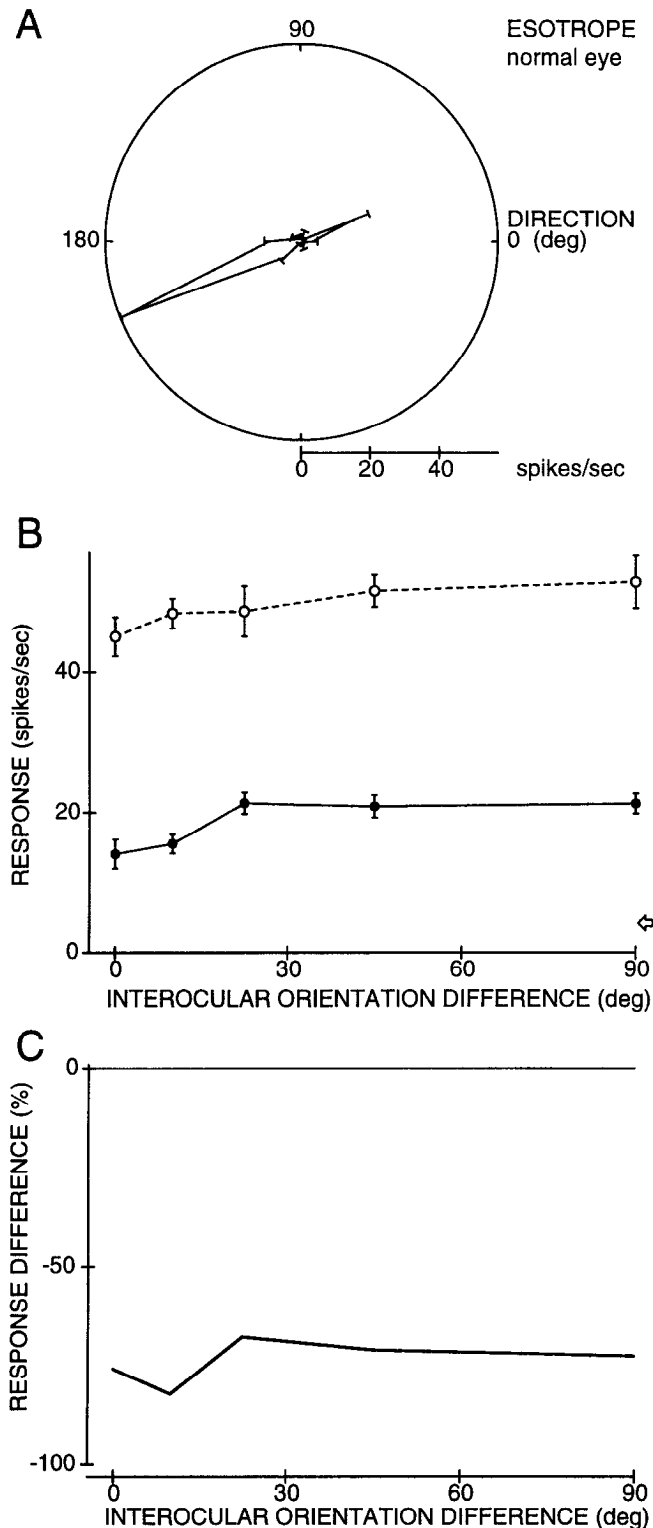 A
90
ESOTROPE
normal eye
180
DIRECTION
0 (deg)
0 20 40 spikes/sec
B
RESPONSE (spikes/sec)
40
20
0
0 30 60 90
INTEROCULAR ORIENTATION DIFFERENCE (deg)
C
RESPONSE DIFFERENCE (%)
0
-50
-100
0 30 60 90
INTEROCULAR ORIENTATION DIFFERENCE (deg)